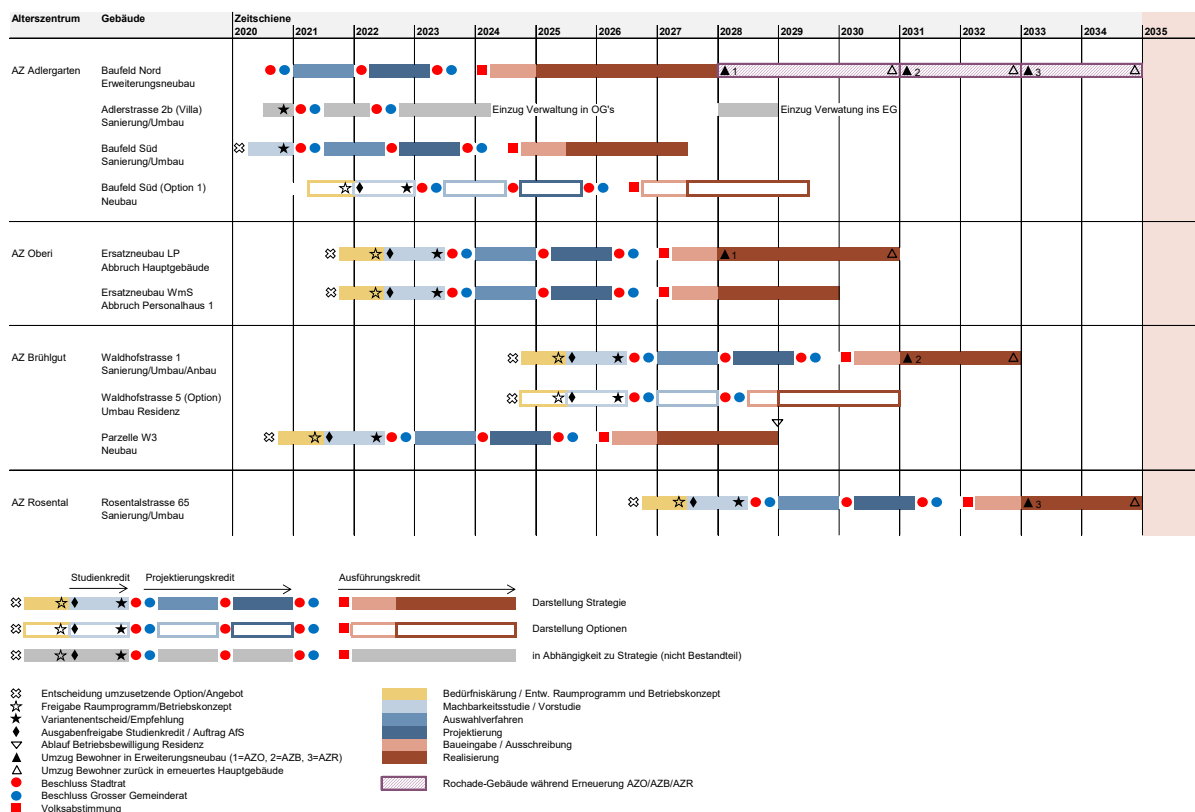 Alterszentrum Gebäude Zeitschiene
2020 2021 2022 2023 2024 2025 2026 2027 2028 2029 2030 2031 2032 2033 2034 2035
AZ Adlergarten Baufeld Nord
Erweiterungsneubau
1 2 3
Adlerstrasse 2b (Villa)
Sanierung/Umbau
Einzug Verwaltung in OG's Einzug Verwatung ins EG
Baufeld Süd
Sanierung/Umbau
Baufeld Süd (Option 1)
Neubau
AZ Oberi Ersatzneubau LP
Abbruch Hauptgebäude
1
Ersatzneubau WmS
Abbruch Personalhaus 1
AZ Brühlgut Waldhofstrasse 1
Sanierung/Umbau/Anbau
2
Waldhofstrasse 5 (Option)
Umbau Residenz
Parzelle W3
Neubau
AZ Rosental Rosentalstrasse 65
Sanierung/Umbau
3
Studienkredit Projektierungskredit Ausführungskredit
Darstellung Strategie
Darstellung Optionen
in Abhängigkeit zu Strategie (nicht Bestandteil)
Entscheidung umzusetzende Option/Angebot
Freigabe Raumprogramm/Betriebskonzept
Variantenentscheid/Empfehlung
Ausgabenfreigabe Studienkredit / Auftrag AfS
Ablauf Betriebsbewilligung Residenz
Umzug Bewohner in Erweiterungsneubau (1=AZO, 2=AZB, 3=AZR)
Umzug Bewohner zurück in erneuertes Hauptgebäude
Beschluss Stadtrat
Beschluss Grosser Gemeinderat
Volksabstimmung
Bedürfniskärung / Entw. Raumprogramm und Betriebskonzept
Machbarkeitsstudie / Vorstudie
Auswahlverfahren
Projektierung
Baueingabe / Ausschreibung
Realisierung
Rochade-Gebäude während Erneuerung AZO/AZB/AZR